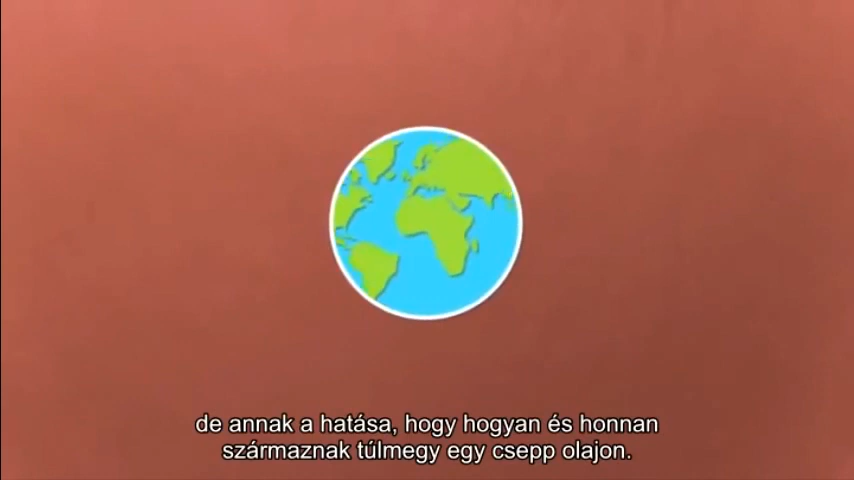 de annak a hatása, hogy hogyan és honnan
származnak túlmegy egy csepp olajon.